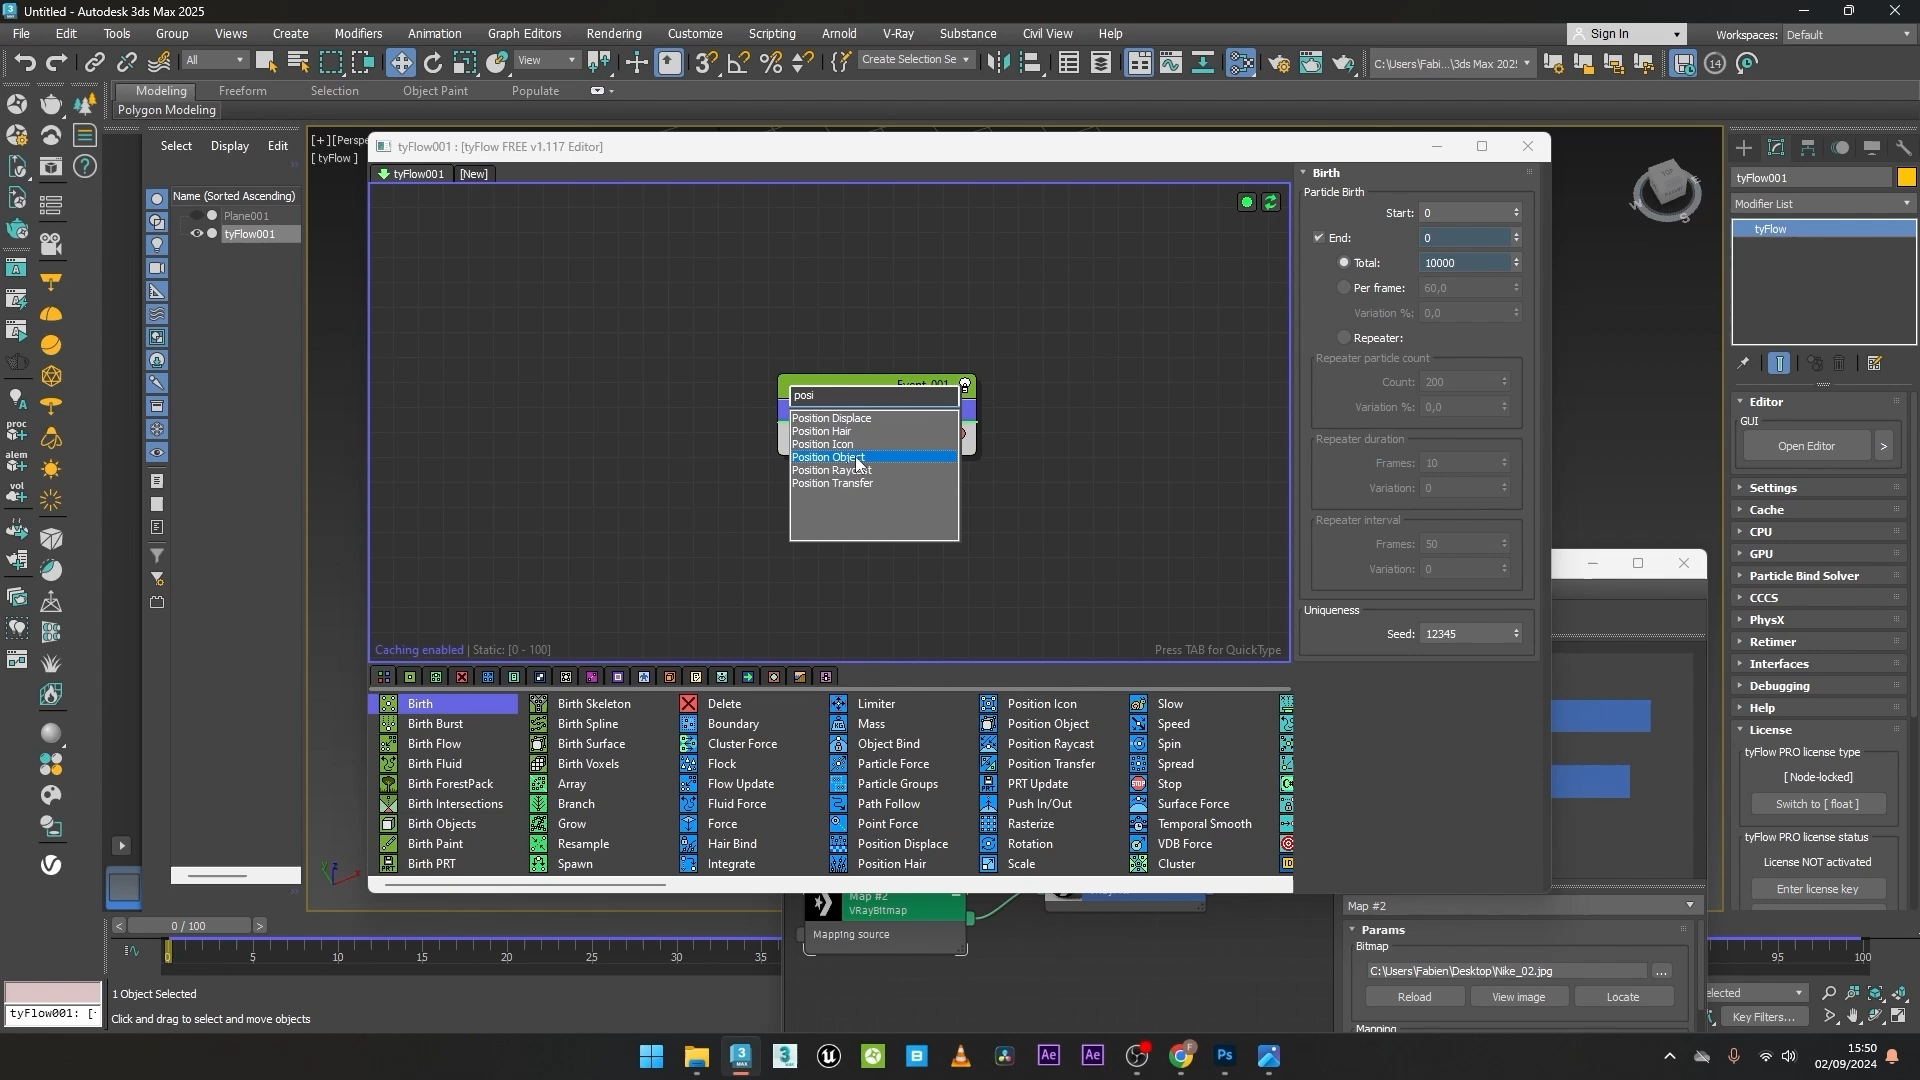 Untitled - Autodesk 3ds Max 2025
File Edit Tools Group Views Create Modifiers Animation Graph Editors Rendering Customize Scripting Arnold V-Ray Substance Civil View Help
Sign In
Workspaces: Default
All
View
Create Selection Se
C:\Users\Fabi...\3ds Max 202!
14
Modeling Freeform Selection Object Paint Populate
Polygon Modeling
Select Display Edit
Name (Sorted Ascending)
Plane001
tyFlow001
[+][Perspe
[ tyFlow ]
tyFlow001 : [tyFlow FREE v1.117 Editor]
tyFlow001 [New]
Event_001
posi
Position Displace
Position Hair
Position Icon
Position Object
Position Raycast
Position Transfer
Caching enabled | Static: [0 - 100]
Press TAB for QuickType
Birth
Particle Birth
Start: 0
End: 0
Total: 10000
Per frame: 60,0
Variation %: 0,0
Repeater:
Repeater particle count
Count: 200
Variation %: 0,0
Repeater duration
Frames: 10
Variation: 0
Repeater interval
Frames: 50
Variation: 0
Uniqueness
Seed: 12345
Birth Birth Skeleton Delete Limiter Position Icon Slow
Birth Burst Birth Spline Boundary Mass Position Object Speed
Birth Flow Birth Surface Cluster Force Object Bind Position Raycast Spin
Birth Fluid Birth Voxels Flock Particle Force Position Transfer Spread
Birth ForestPack Array Flow Update Particle Groups PRT Update Stop
Birth Intersections Branch Fluid Force Path Follow Push In/Out Surface Force
Birth Objects Grow Force Point Force Rasterize Temporal Smooth
Birth Paint Resample Hair Bind Position Displace Rotation VDB Force
Birth PRT Spawn Integrate Position Hair Scale Cluster
tyFlow001
Modifier List
tyFlow
Editor
GUI
Open Editor >
Settings
Cache
CPU
GPU
Particle Bind Solver
CCCS
PhysX
Retimer
Interfaces
Debugging
Help
License
tyFlow PRO license type
[ Node-locked]
Switch to [ float ]
tyFlow PRO license status
License NOT activated
Enter license key
proc
alem
vol
TOP
W
S
Map #2
VRayBitmap
Mapping source
Map #2
Params
Bitmap
C:\Users\Fabien\Desktop\Nike_02.jpg ...
Reload View image Locate
Mapping
< 0 / 100 >
0 5 10 15 20 25 30 35 95 100
1 Object Selected
Click and drag to select and move objects
tyFlow001: [
elected
Key Filters...
15:50
02/09/2024